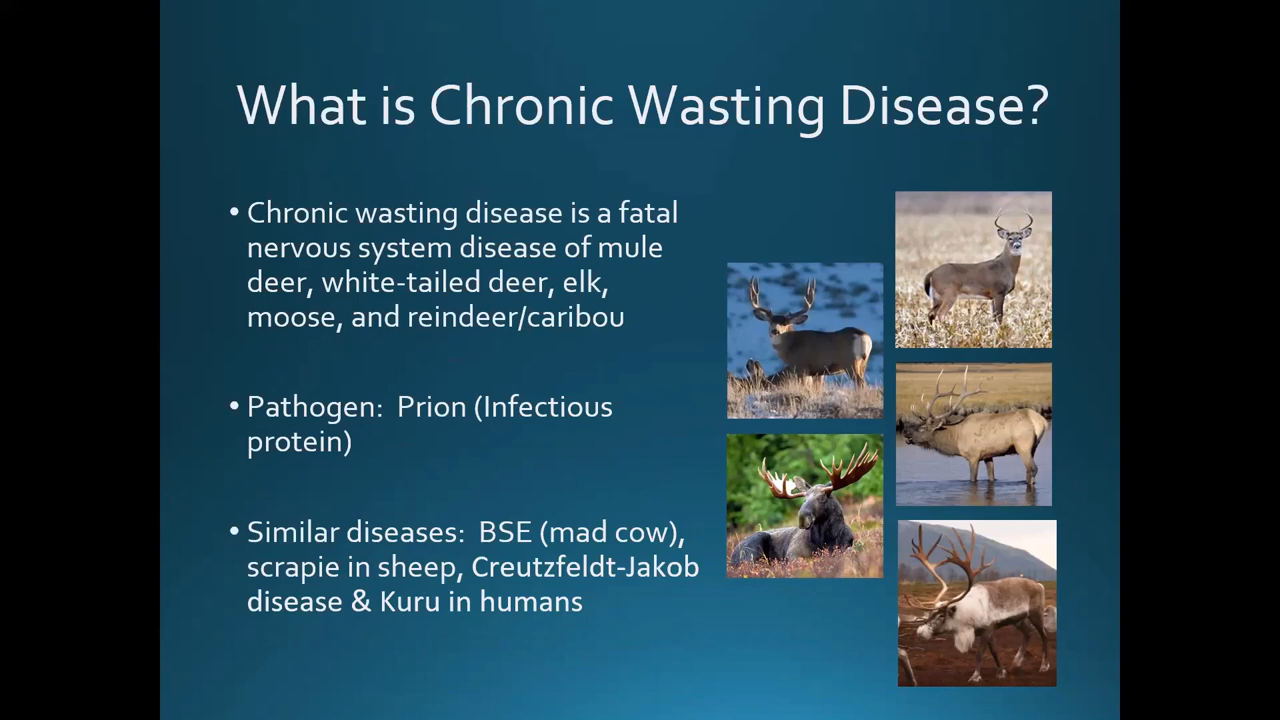 What is Chronic Wasting Disease?
• Chronic wasting disease is a fatal
nervous system disease of mule
deer, white-tailed deer, elk,
moose, and reindeer/caribou
• Pathogen:  Prion (Infectious
protein)
• Similar diseases:  BSE (mad cow),
scrapie in sheep, Creutzfeldt-Jakob
disease & Kuru in humans